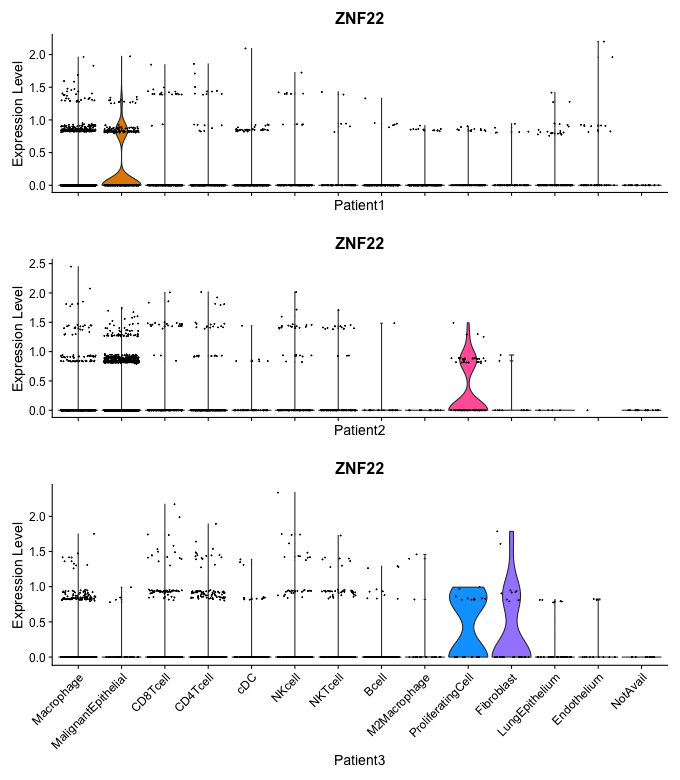 ZNF22
Expression Level
2.0
1.5
1.0
0.5
0.0
Patient1
ZNF22
Expression Level
2.5
2.0
1.5
1.0
0.5
0.0
Patient2
ZNF22
Expression Level
2.0
1.5
1.0
0.5
0.0
Macrophage
MalignantEpithelial
CD8Tcell
CD4Tcell
cDC
NKcell
NKTcell
Bcell
M2Macrophage
ProliferatingCell
Fibroblast
LungEpithelium
Endothelium
NotAvail
Patient3